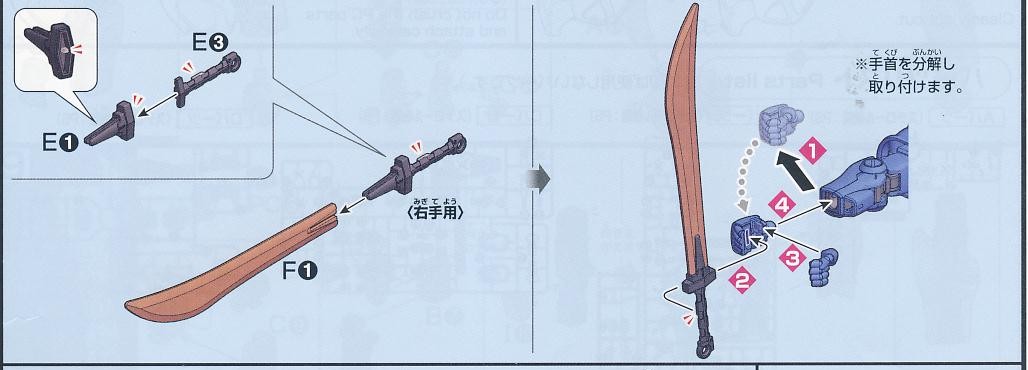 E❸
E❶
みぎてよう
〈右手用〉
F❶
てくび ぶんかい
※手首を分解し
とつ
取り付けます。
1
4
3
2